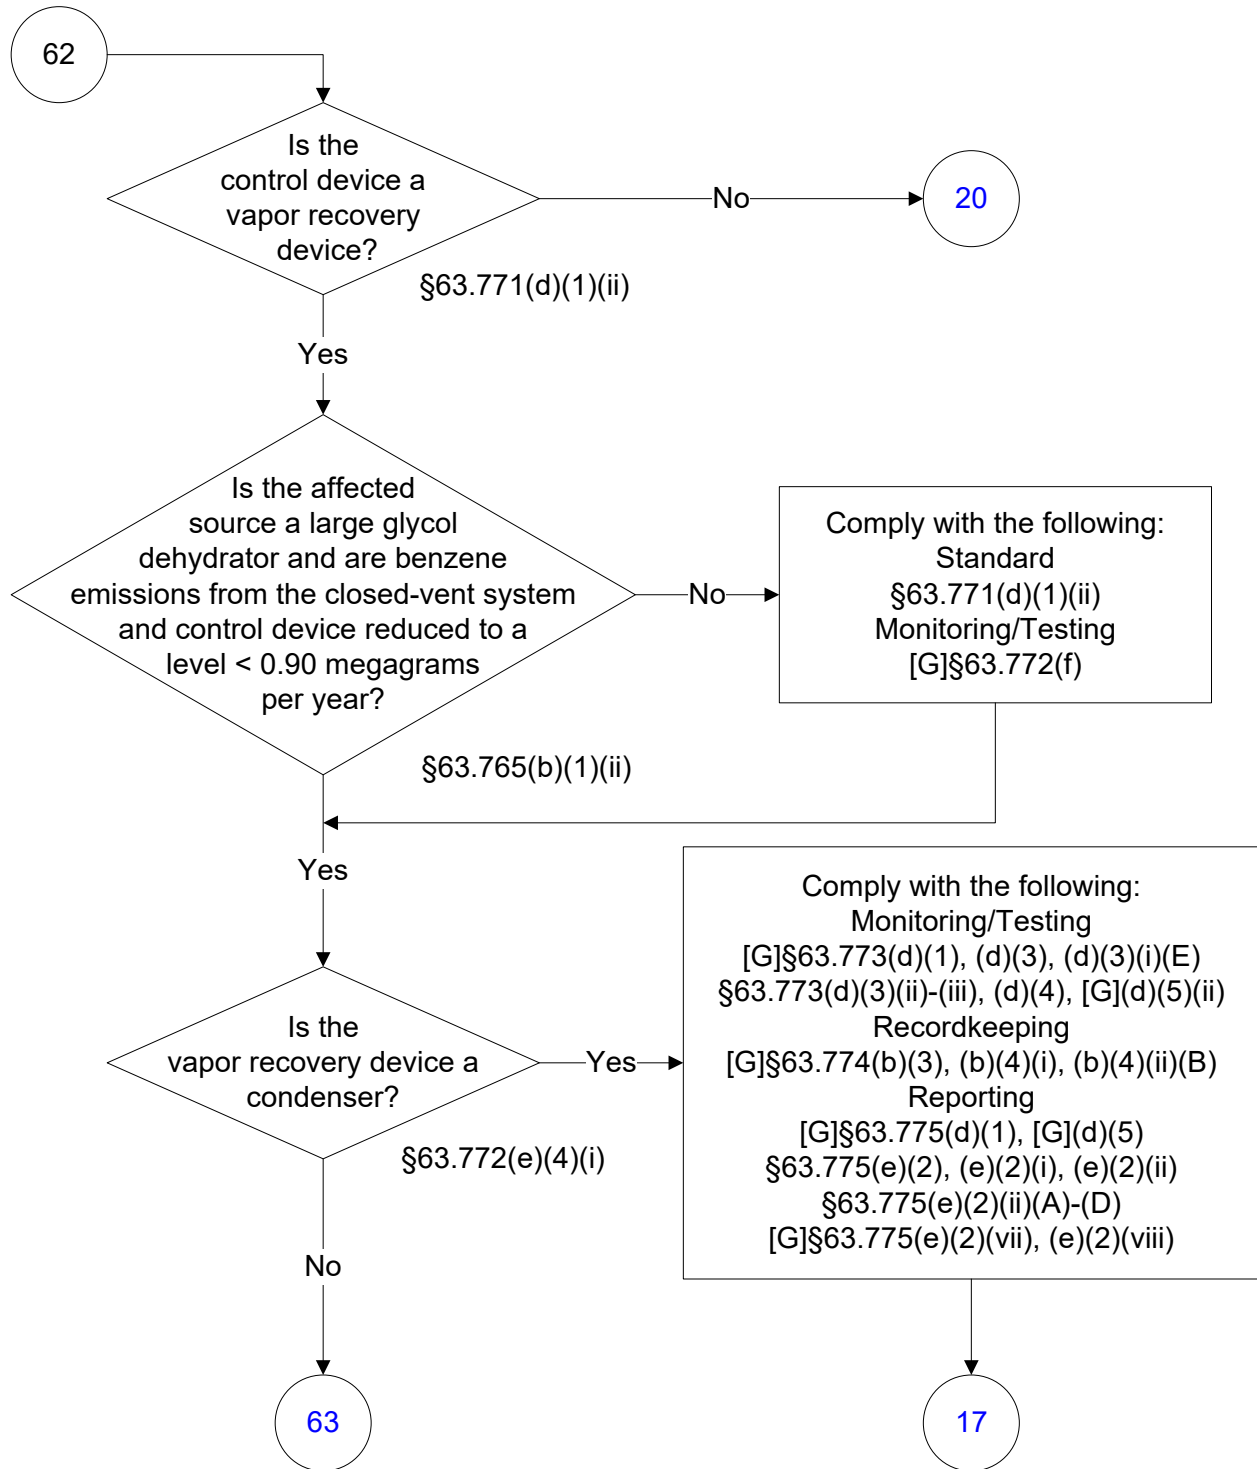 62
Is the
control device a
vapor recovery
device?
No
20
§63.771(d)(1)(ii)
Yes
Is the affected
source a large glycol
dehydrator and are benzene
emissions from the closed-vent system
and control device reduced to a
level < 0.90 megagrams
per year?
No
Comply with the following:
Standard
§63.771(d)(1)(ii)
Monitoring/Testing
[G]§63.772(f)
§63.765(b)(1)(ii)
Yes
Is the
vapor recovery device a
condenser?
Yes
§63.772(e)(4)(i)
Comply with the following:
Monitoring/Testing
[G]§63.773(d)(1), (d)(3), (d)(3)(i)(E)
§63.773(d)(3)(ii)-(iii), (d)(4), [G](d)(5)(ii)
Recordkeeping
[G]§63.774(b)(3), (b)(4)(i), (b)(4)(ii)(B)
Reporting
[G]§63.775(d)(1), [G](d)(5)
§63.775(e)(2), (e)(2)(i), (e)(2)(ii)
§63.775(e)(2)(ii)(A)-(D)
[G]§63.775(e)(2)(vii), (e)(2)(viii)
No
63
17